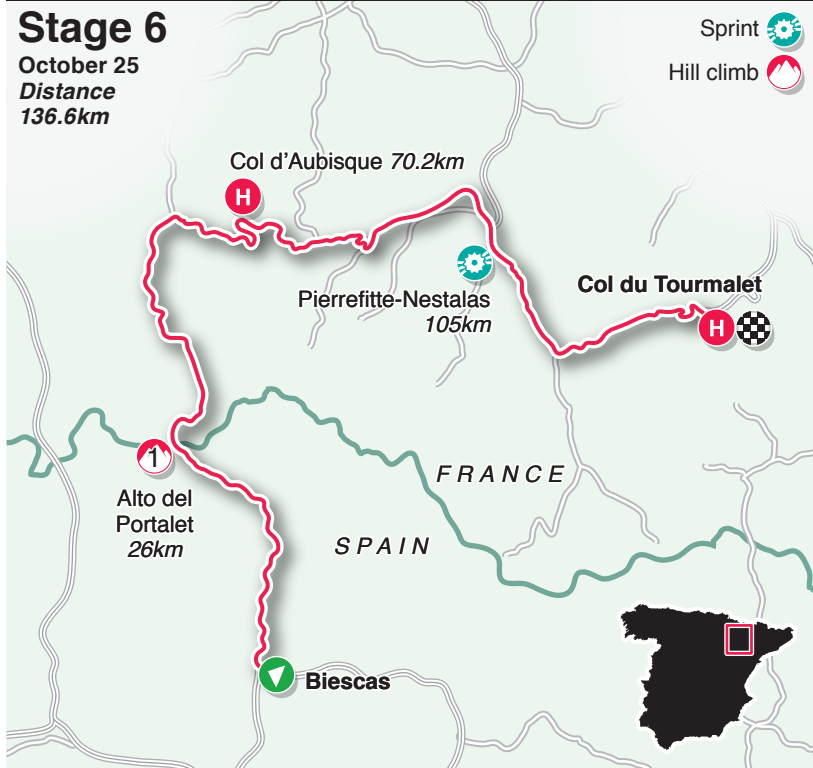 Stage 6
October 25
Distance
136.6km
Sprint
Hill climb
Col d'Aubisque 70.2km
H
Pierrefitte-Nestalas
105km
Col du Tourmalet
H
1
Alto del
Portalet
26km
FRANCE
SPAIN
Biescas